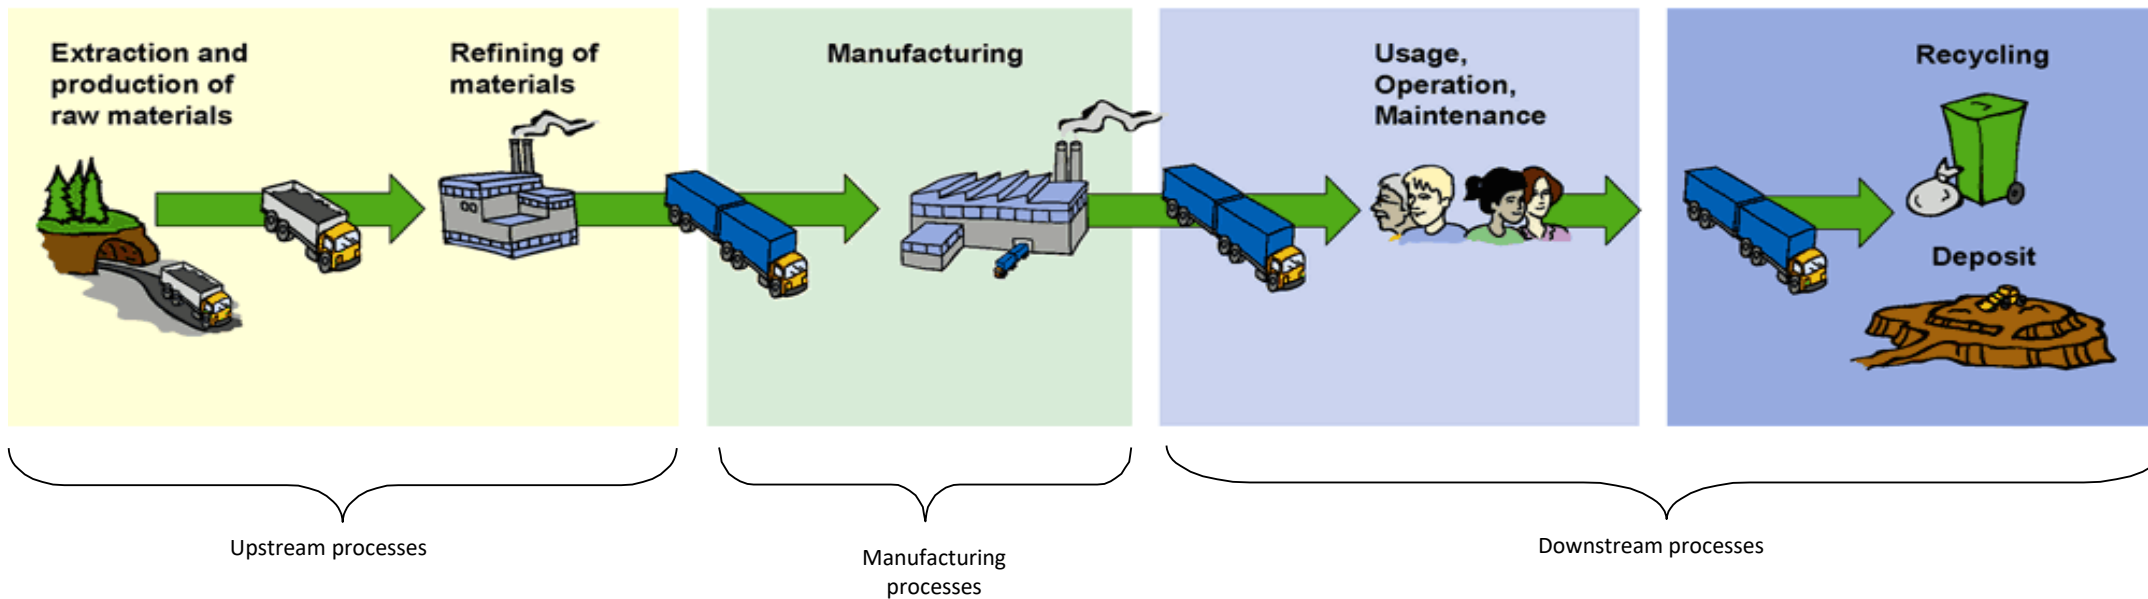 Extraction and
production of
raw materials
Refining of
materials
Manufacturing
Usage,
Operation,
Maintenance
Recycling
Deposit
Upstream processes
Manufacturing
processes
Downstream processes